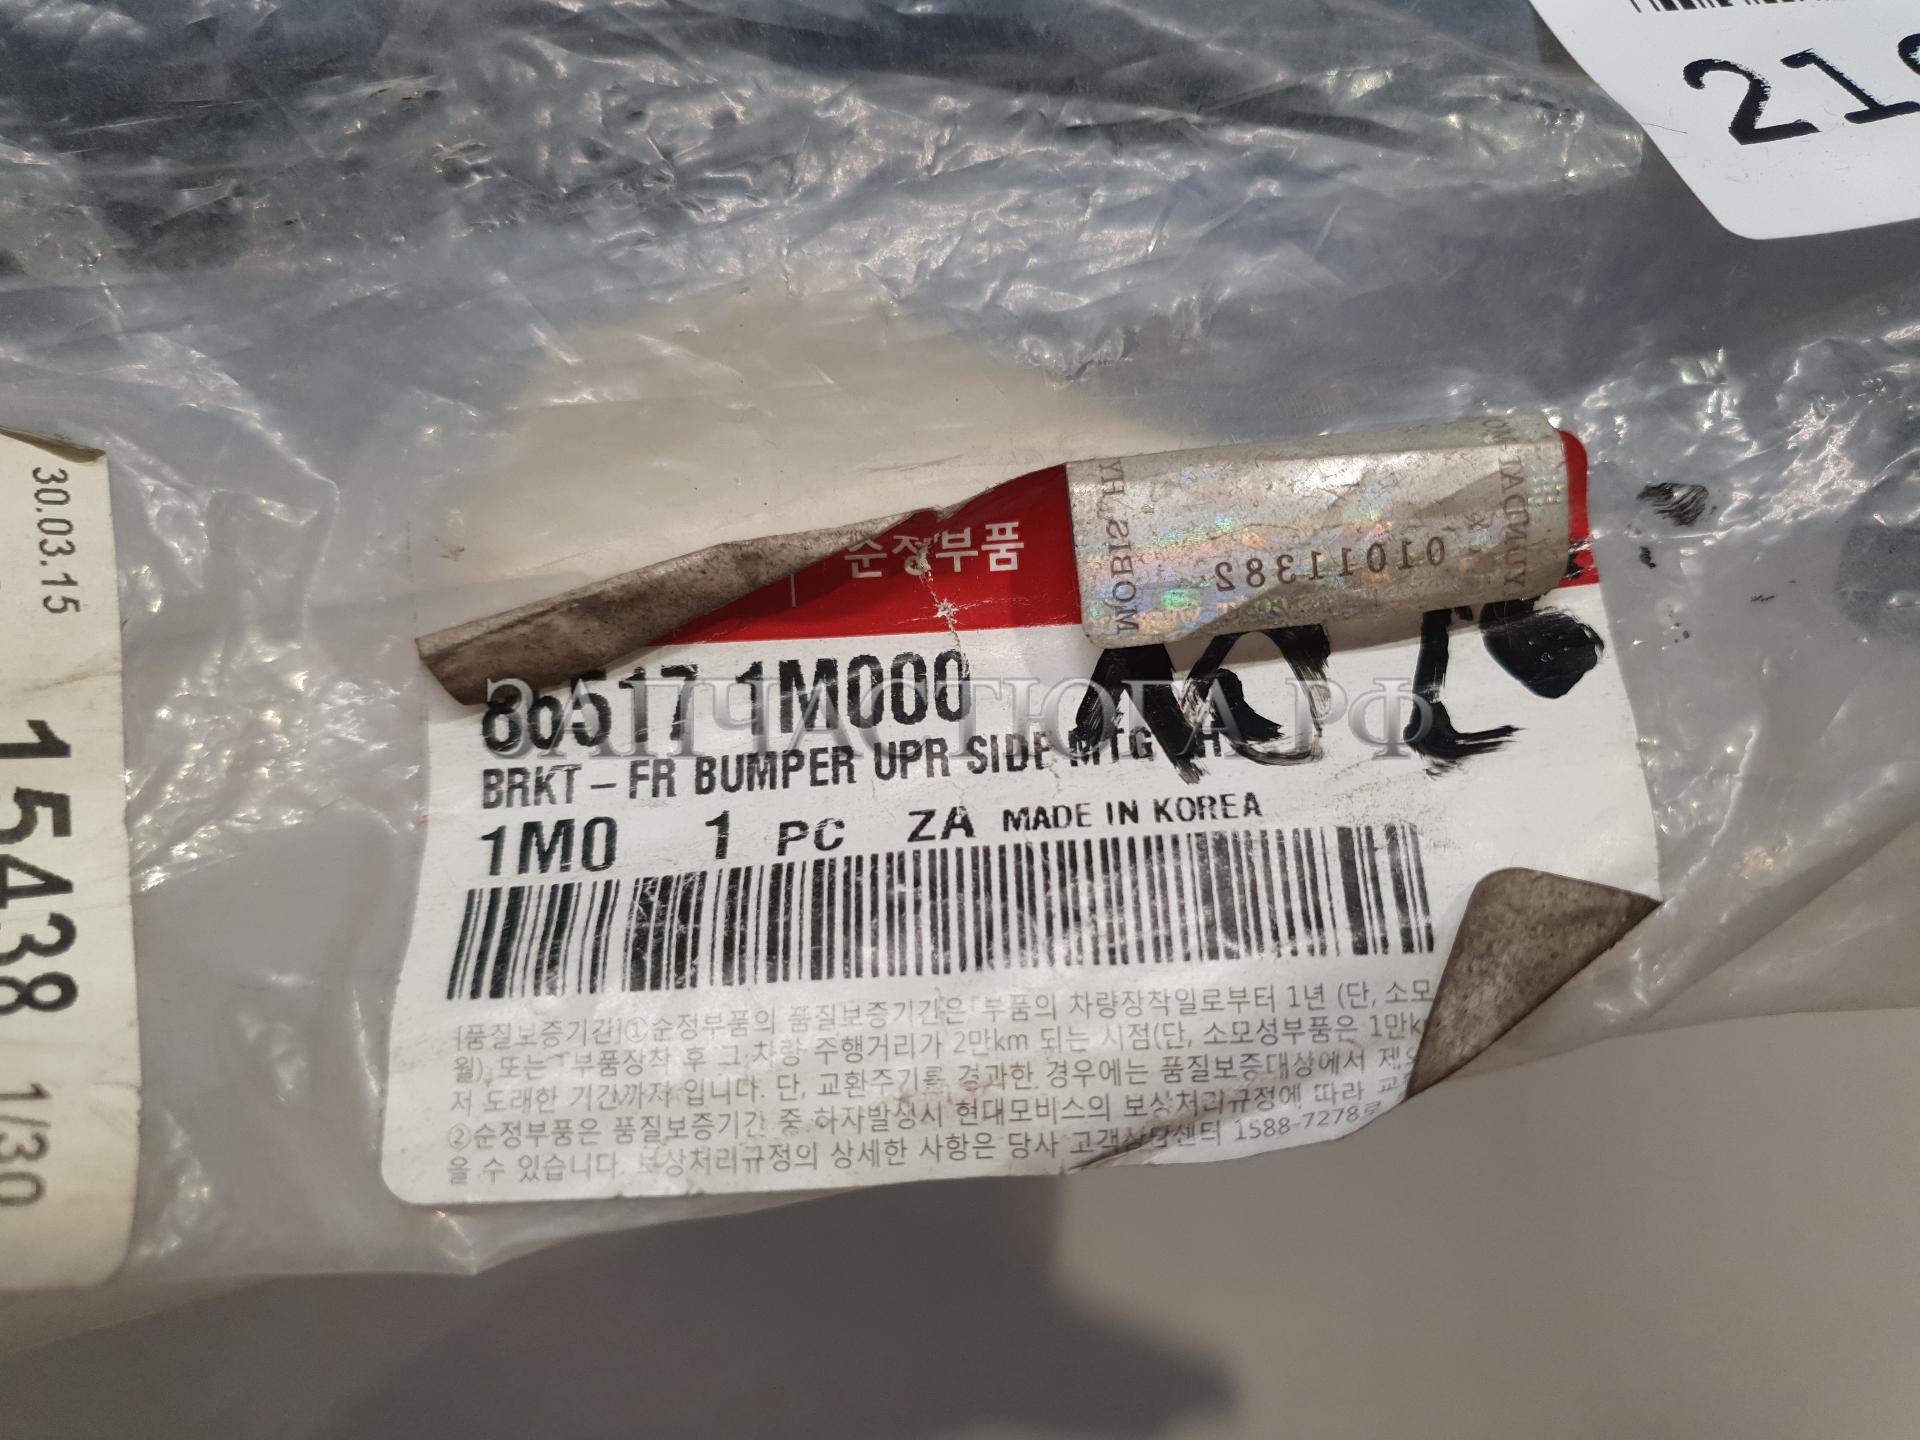 219
30.03.15
15438 1/30
순정부품
01011382
86517 1M000
ЗАПЧАСТЮГА.РФ
BRKT-FR BUMPER UPR SIDE MTG
1M0 1 PC ZA MADE IN KOREA
[품질보증기간]①순정부품의 품질보증기간은 「부품의 차량장착일로부터 1년 (단, 소모
월), 또는 「부품장착 후 그 차량 주행거리가 2만km 되는 시점(단, 소모성부품은 1만
저 도래한 기간까지 입니다. 단, 교환주기를 경과한 경우에는 품질보증대상에서
②순정부품은 품질보증기간 중 하자발생시 현대모비스의 보상처리규정에 따라
을 수 있습니다. 보상처리규정의 상세한 사항은 당사 고객상담센터 1588-7278로